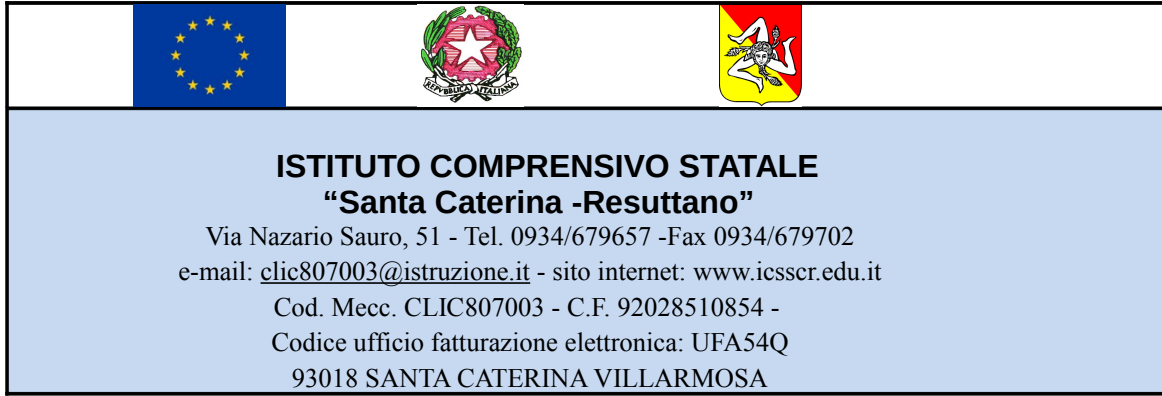 REPVBBLICA ITALIANA
ISTITUTO COMPRENSIVO STATALE
“Santa Caterina -Resuttano”
Via Nazario Sauro, 51 - Tel. 0934/679657 -Fax 0934/679702
e-mail: clic807003@istruzione.it - sito internet: www.icsscr.edu.it
Cod. Mecc. CLIC807003 - C.F. 92028510854 -
Codice ufficio fatturazione elettronica: UFA54Q
93018 SANTA CATERINA VILLARMOSA